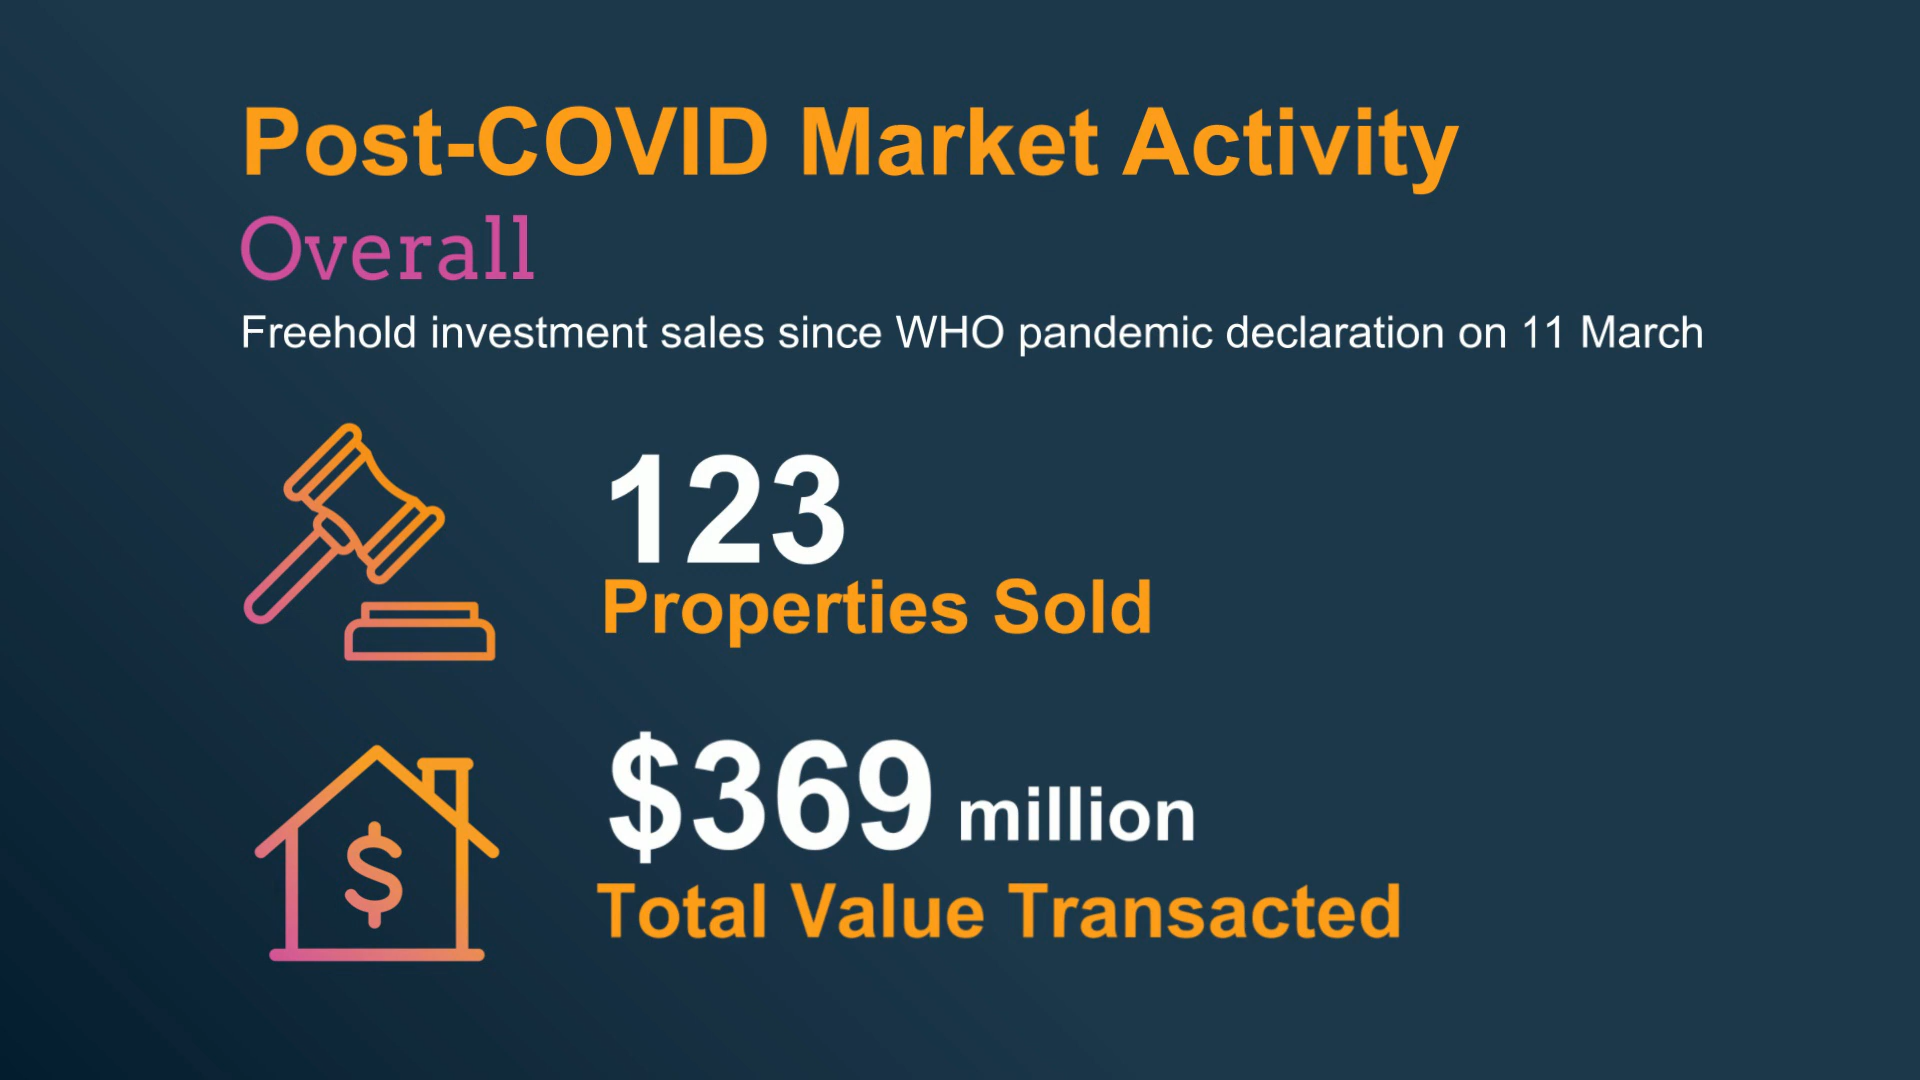 Post-COVID Market Activity
Overall
Freehold investment sales since WHO pandemic declaration on 11 March
123
Properties Sold
$369 million
Total Value Transacted
$